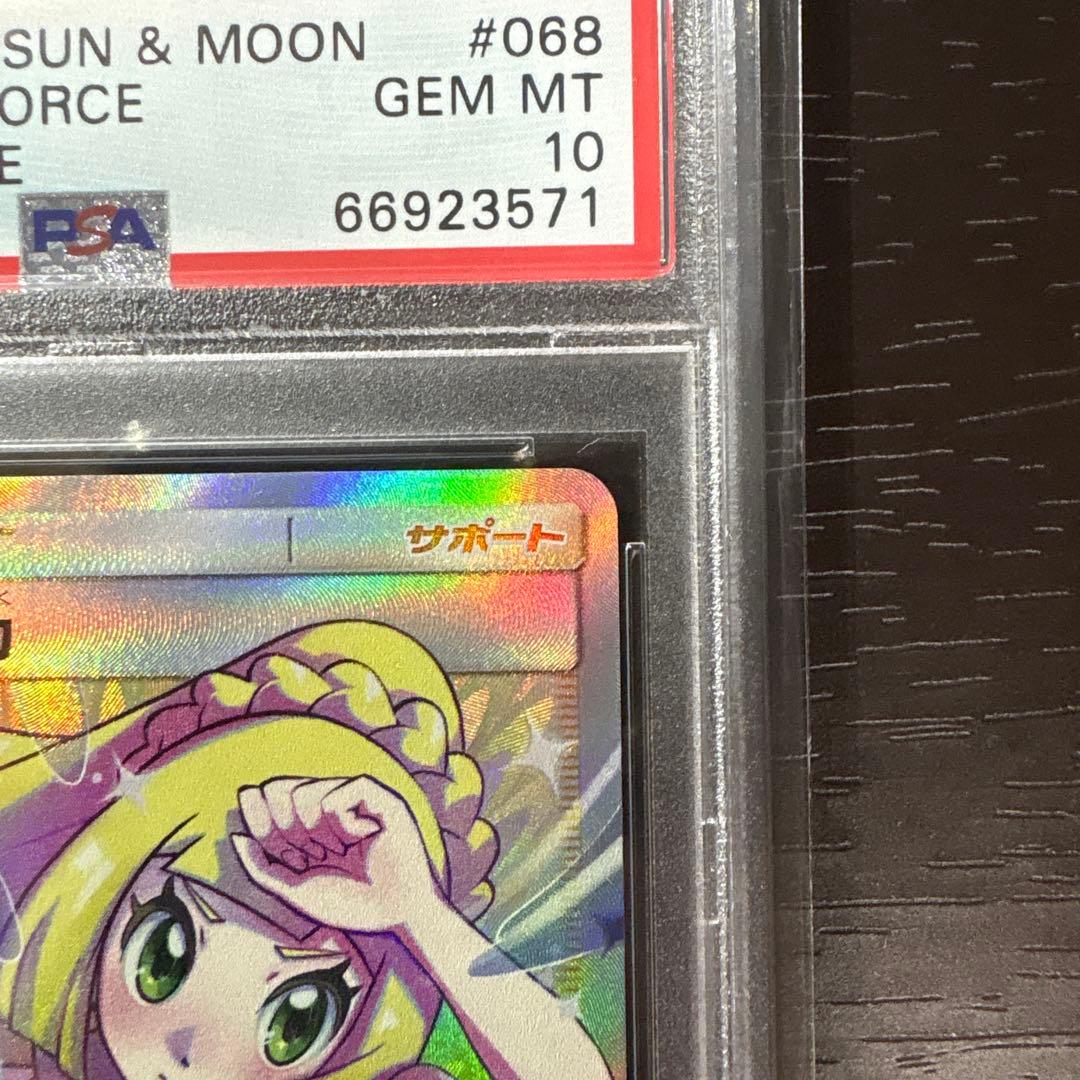 SUN & MOON #068
ORCE GEM MT
E 10
PSA 66923571
サポート